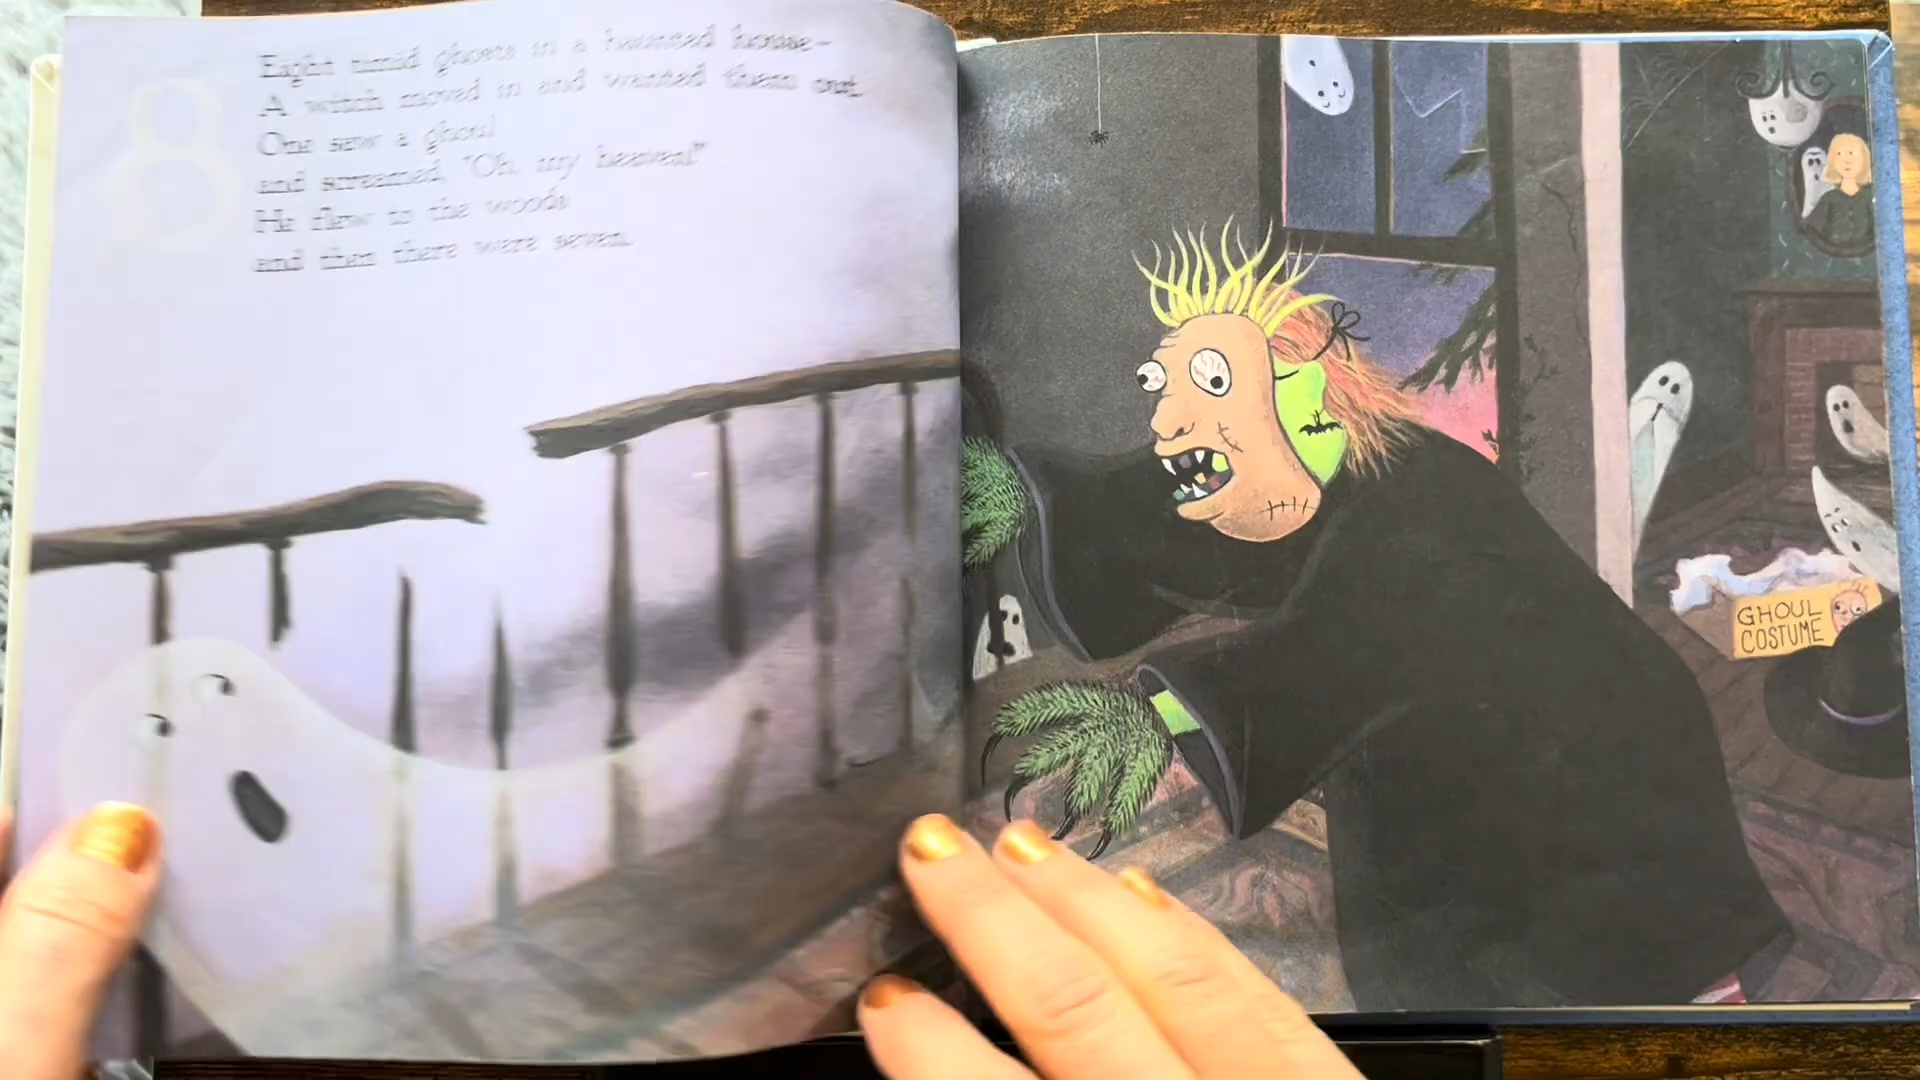 8
Eight timid ghosts in a haunted house-
A witch moved in and wanted them out.
One saw a ghoul
and screamed, "Oh, my heaven!"
He flew to the woods
and then there were seven.
GHOUL
COSTUME